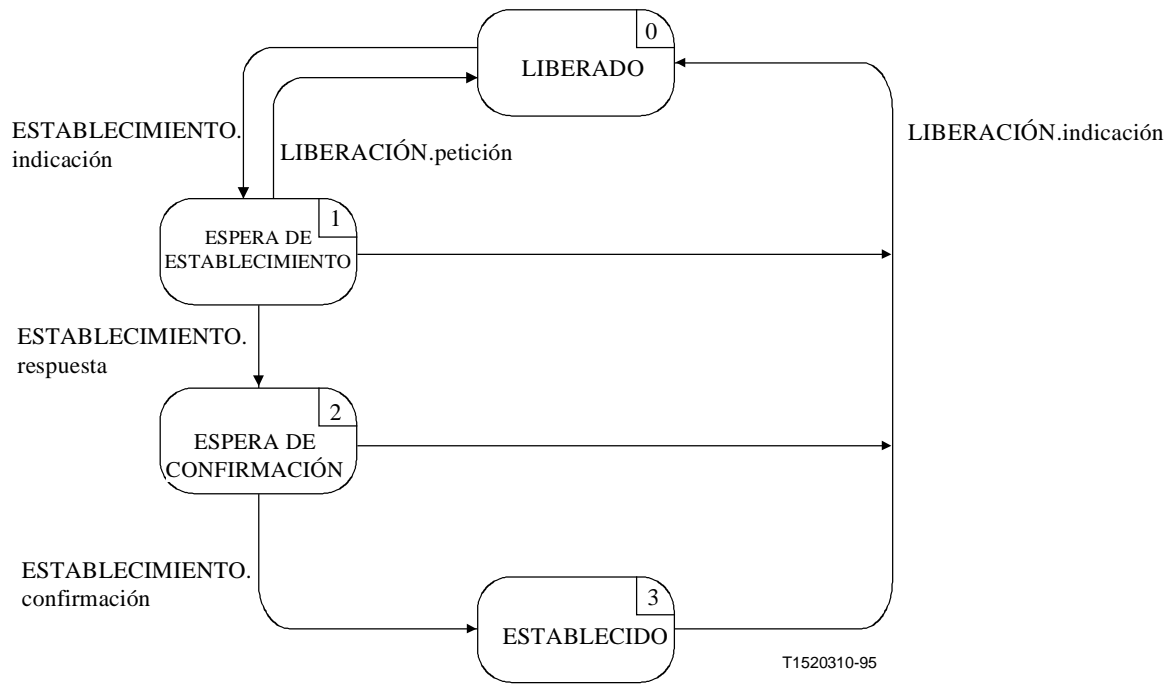 0
LIBERADO
ESTABLECIMIENTO.
indicación
LIBERACIÓN.petición
LIBERACIÓN.indicación
1
ESPERA DE
ESTABLECIMIENTO
ESTABLECIMIENTO.
respuesta
2
ESPERA DE
CONFIRMACIÓN
ESTABLECIMIENTO.
confirmación
3
ESTABLECIDO
T1520310-95